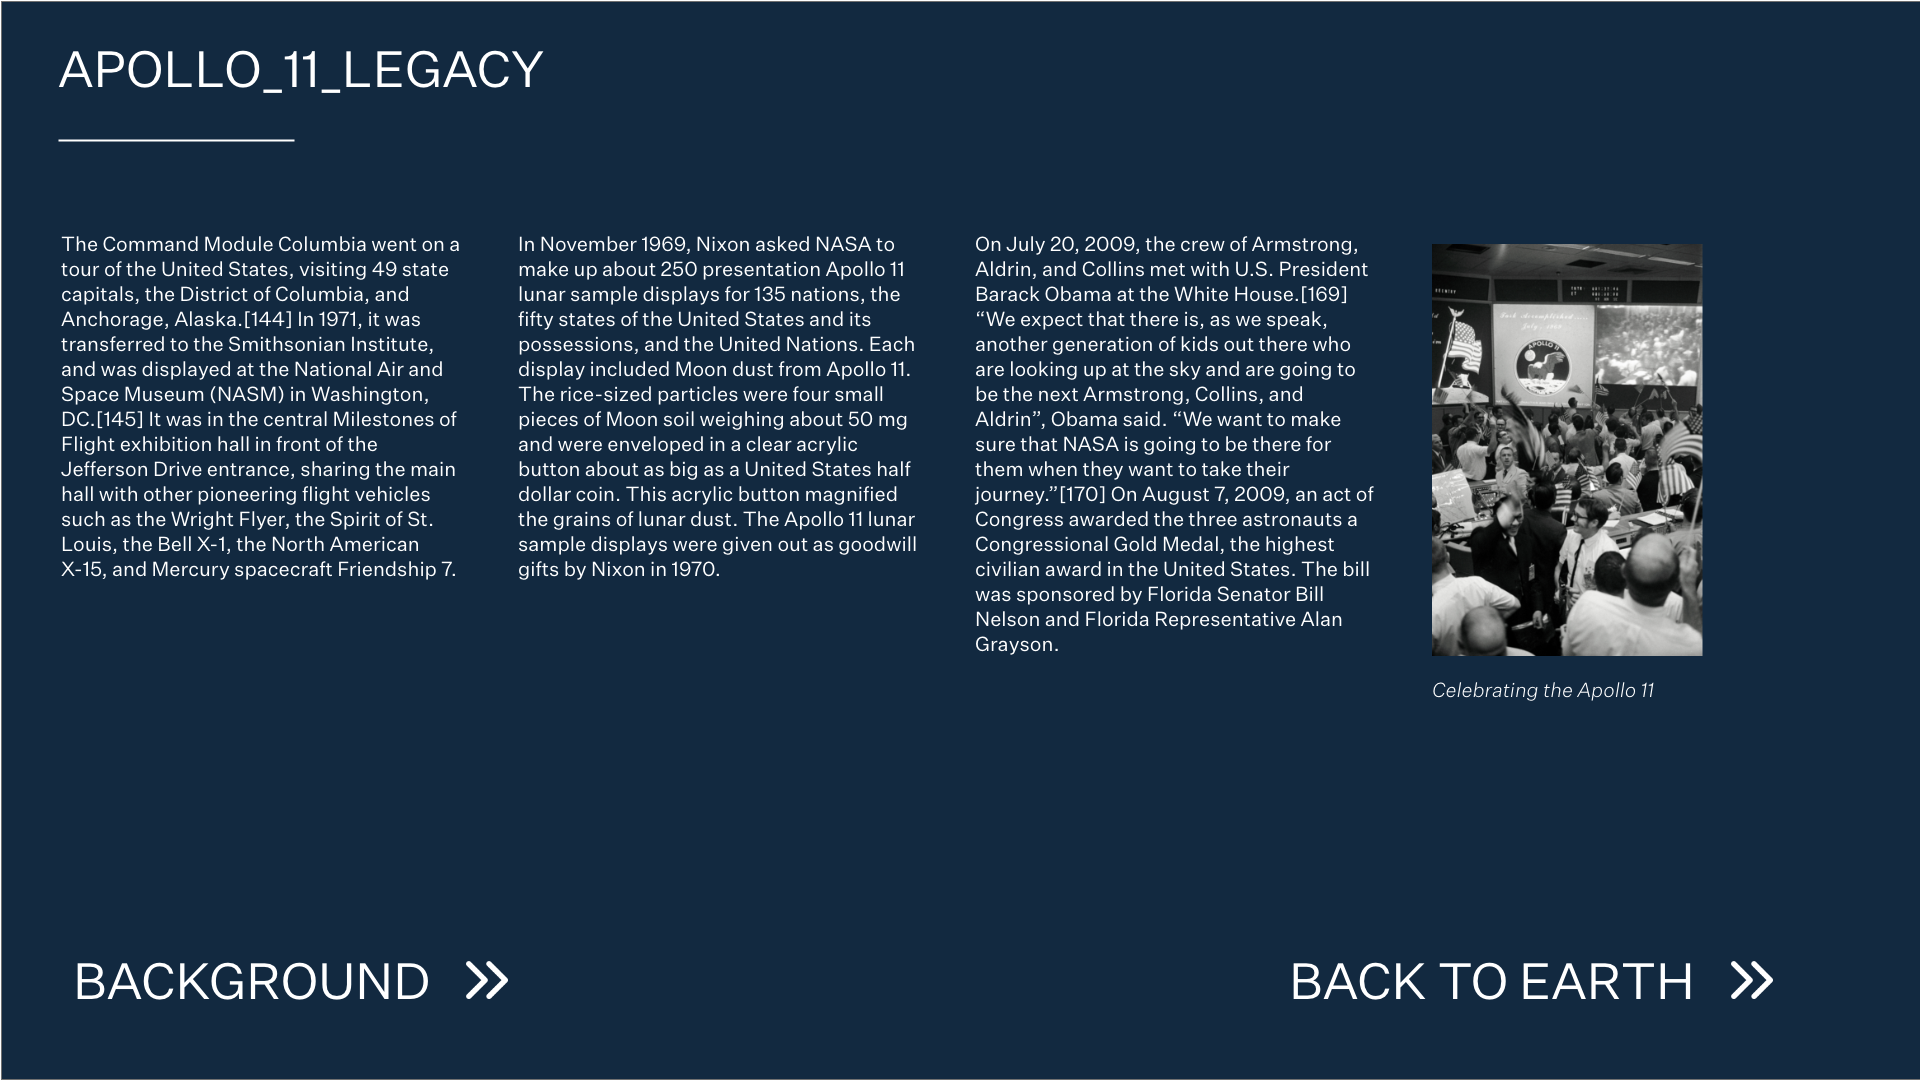 APOLLO_11_LEGACY
The Command Module Columbia went on a
tour of the United States, visiting 49 state
capitals, the District of Columbia, and
Anchorage, Alaska.[144] In 1971, it was
transferred to the Smithsonian Institute,
and was displayed at the National Air and
Space Museum (NASM) in Washington,
DC.[145] It was in the central Milestones of
Flight exhibition hall in front of the
Jefferson Drive entrance, sharing the main
hall with other pioneering flight vehicles
such as the Wright Flyer, the Spirit of St.
Louis, the Bell X-1, the North American
X-15, and Mercury spacecraft Friendship 7.
In November 1969, Nixon asked NASA to
make up about 250 presentation Apollo 11
lunar sample displays for 135 nations, the
fifty states of the United States and its
possessions, and the United Nations. Each
display included Moon dust from Apollo 11.
The rice-sized particles were four small
pieces of Moon soil weighing about 50 mg
and were enveloped in a clear acrylic
button about as big as a United States half
dollar coin. This acrylic button magnified
the grains of lunar dust. The Apollo 11 lunar
sample displays were given out as goodwill
gifts by Nixon in 1970.
On July 20, 2009, the crew of Armstrong,
Aldrin, and Collins met with U.S. President
Barack Obama at the White House.[169]
“We expect that there is, as we speak,
another generation of kids out there who
are looking up at the sky and are going to
be the next Armstrong, Collins, and
Aldrin”, Obama said. “We want to make
sure that NASA is going to be there for
them when they want to take their
journey.”[170] On August 7, 2009, an act of
Congress awarded the three astronauts a
Congressional Gold Medal, the highest
civilian award in the United States. The bill
was sponsored by Florida Senator Bill
Nelson and Florida Representative Alan
Grayson.
APOLLO 11
Celebrating the Apollo 11
BACKGROUND
BACK TO EARTH